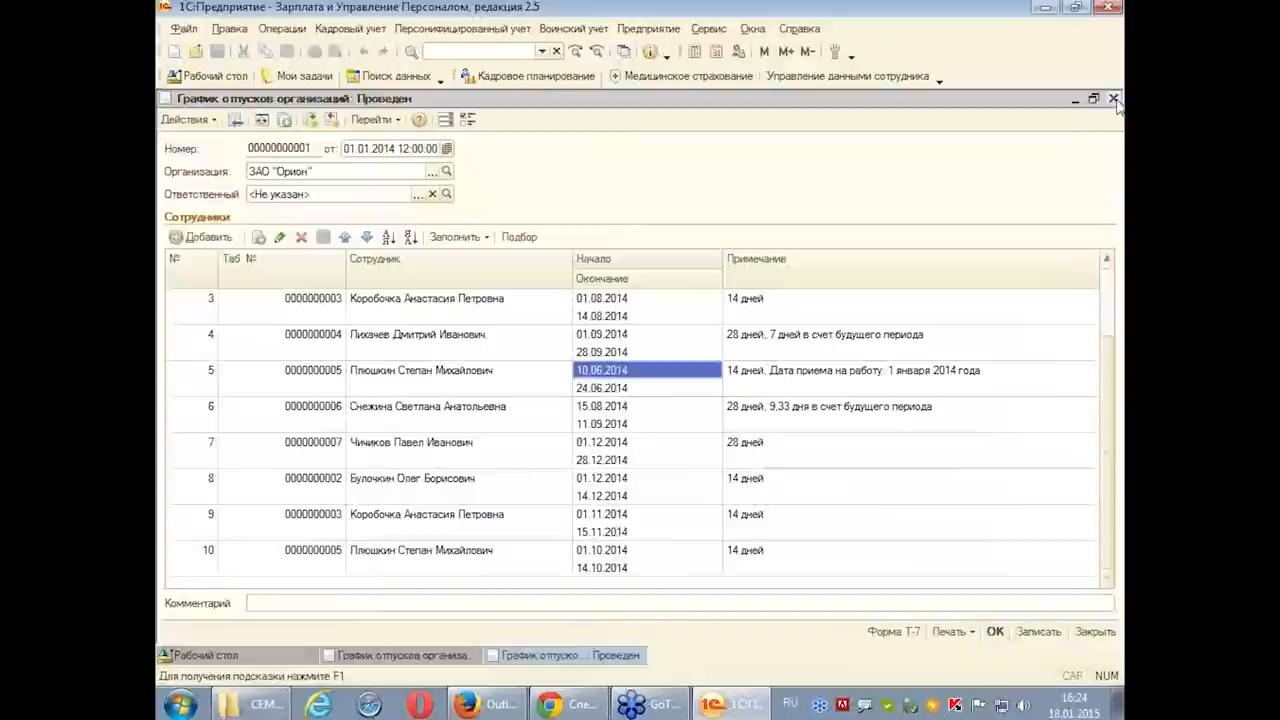 1С:Предприятие - Зарплата и Управление Персоналом, редакция 2.5
Файл Правка Операции Кадровый учет Персонифицированный учет Воинский учет Предприятие Сервис Окна Справка
M M+ M-
Рабочий стол Мои задачи Поиск данных Кадровое планирование Медицинское страхование Управление данными сотрудника
График отпусков организаций: Проведен
Действия Перейти
Номер: 00000000001 от: 01.01.2014 12:00:00
Организация: ЗАО "Орион"
Ответственный <Не указан>
Сотрудники
Добавить Заполнить Подбор
№ Таб. № Сотрудник Начало Примечание
Окончание
3 0000000003 Коробочка Анастасия Петровна 01.08.2014 14 дней
14.08.2014
4 0000000004 Лихачев Дмитрий Иванович 01.09.2014 28 дней, 7 дней в счет будущего периода
28.09.2014
5 0000000005 Плюшкин Степан Михайлович 10.06.2014 14 дней. Дата приема на работу: 1 января 2014 года
24.06.2014
6 0000000006 Снежина Светлана Анатольевна 15.08.2014 28 дней, 9,33 дня в счет будущего периода
11.09.2014
7 0000000007 Чичиков Павел Иванович 01.12.2014 28 дней
28.12.2014
8 0000000002 Булочкин Олег Борисович 01.12.2014 14 дней
14.12.2014
9 0000000003 Коробочка Анастасия Петровна 01.11.2014 14 дней
15.11.2014
10 0000000005 Плюшкин Степан Михайлович 01.10.2014 14 дней
14.10.2014
Комментарий
Форма Т-7 Печать OK Записать Закрыть
Рабочий стол График отпусков организа... График отпуско...: Проведен
Для получения подсказки нажмите F1 CAP NUM
СЕМ... Outl... Спе... GoT... 1С:П... RU 16:24
18.01.2015